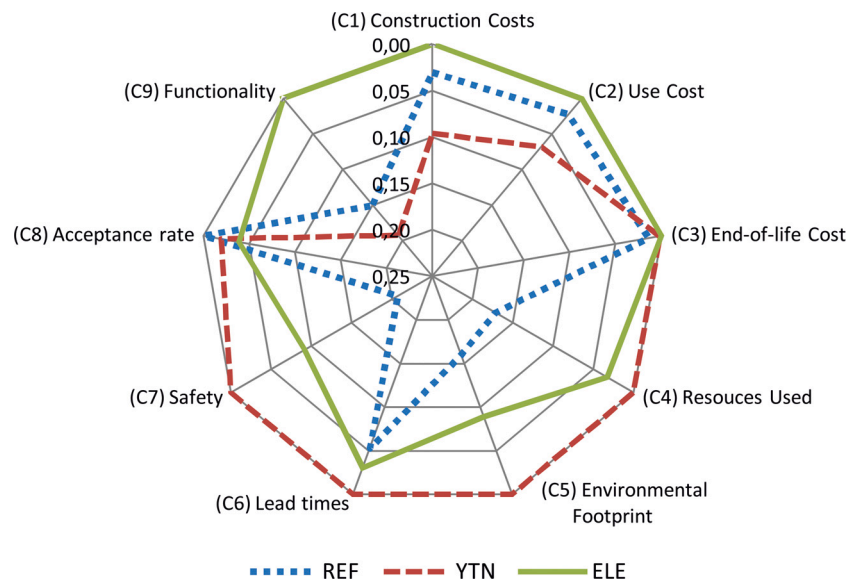 (C1) Construction Costs
0,00
0,05
0,10
0,15
0,20
0,25
(C2) Use Cost
(C3) End-of-life Cost
(C4) Resouces Used
(C5) Environmental
Footprint
(C6) Lead times
(C7) Safety
(C8) Acceptance rate
(C9) Functionality
REF YTN ELE